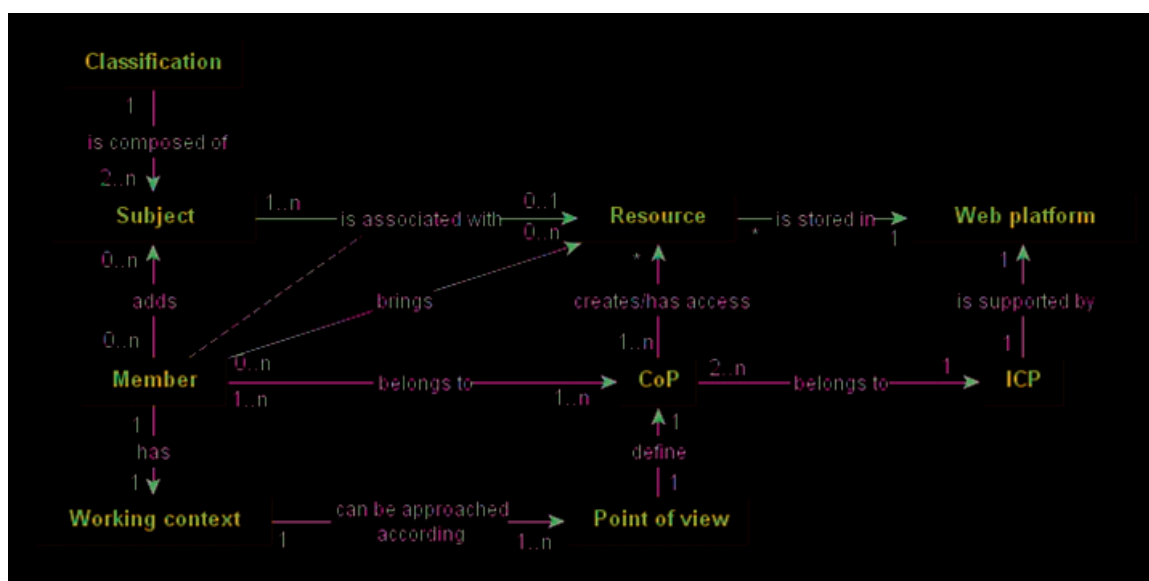 Classification
1
is composed of
2..n
Subject
1..n
is associated with
0..1
0..n
Resource
*
is stored in
1
Web platform
0..n
adds
0..n
brings
*
creates/has access
1..n
1
is supported by
1
Member
0..n
1..n
belongs to
1..n
CoP
2..n
belongs to
1
ICP
1
has
1
1
define
1
Working context
1
can be approached
according
1..n
Point of view